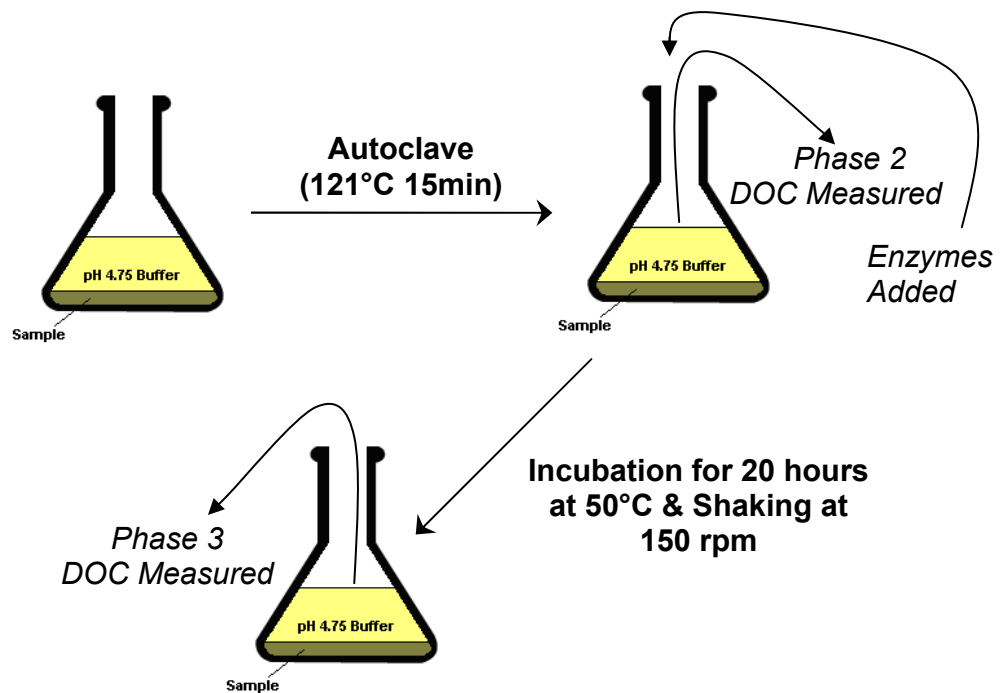 Autoclave
(121°C 15min)
pH 4.75 Buffer
Sample
Phase 2
DOC Measured
pH 4.75 Buffer
Sample
Enzymes
Added
Incubation for 20 hours
at 50°C & Shaking at
150 rpm
Phase 3
DOC Measured
pH 4.75 Buffer
Sample